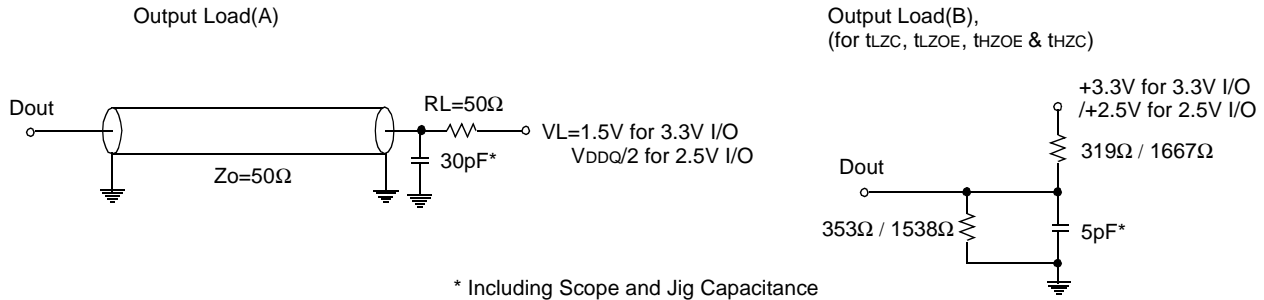 Output Load(A)
Dout
Zo=50Ω
RL=50Ω
30pF*
VL=1.5V for 3.3V I/O
VDDQ/2 for 2.5V I/O
Output Load(B),
(for tLZC, tLZOE, tHZOE & tHZC)
+3.3V for 3.3V I/O
/+2.5V for 2.5V I/O
319Ω / 1667Ω
Dout
353Ω / 1538Ω
5pF*
* Including Scope and Jig Capacitance